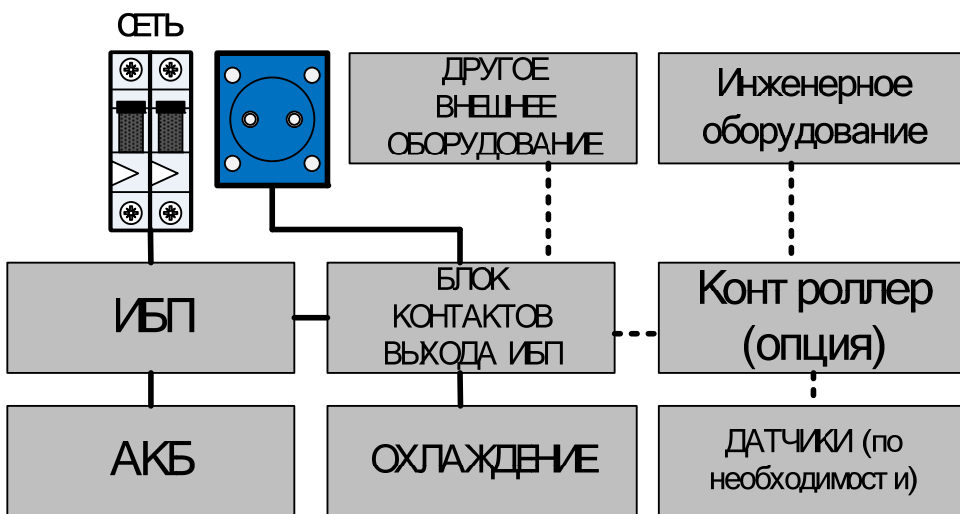 СЕТЬ
ДРУГОЕ
ВНЕШНЕЕ
ОБОРУДОВАНИЕ
Инженерное
оборудование
ИБП
БЛОК
КОНТАКТОВ
ВЫХОДА ИБП
Конт роллер
(опция)
АКБ
ОХЛАЖДЕНИЕ
ДАТЧИКИ (по
необходимост и)